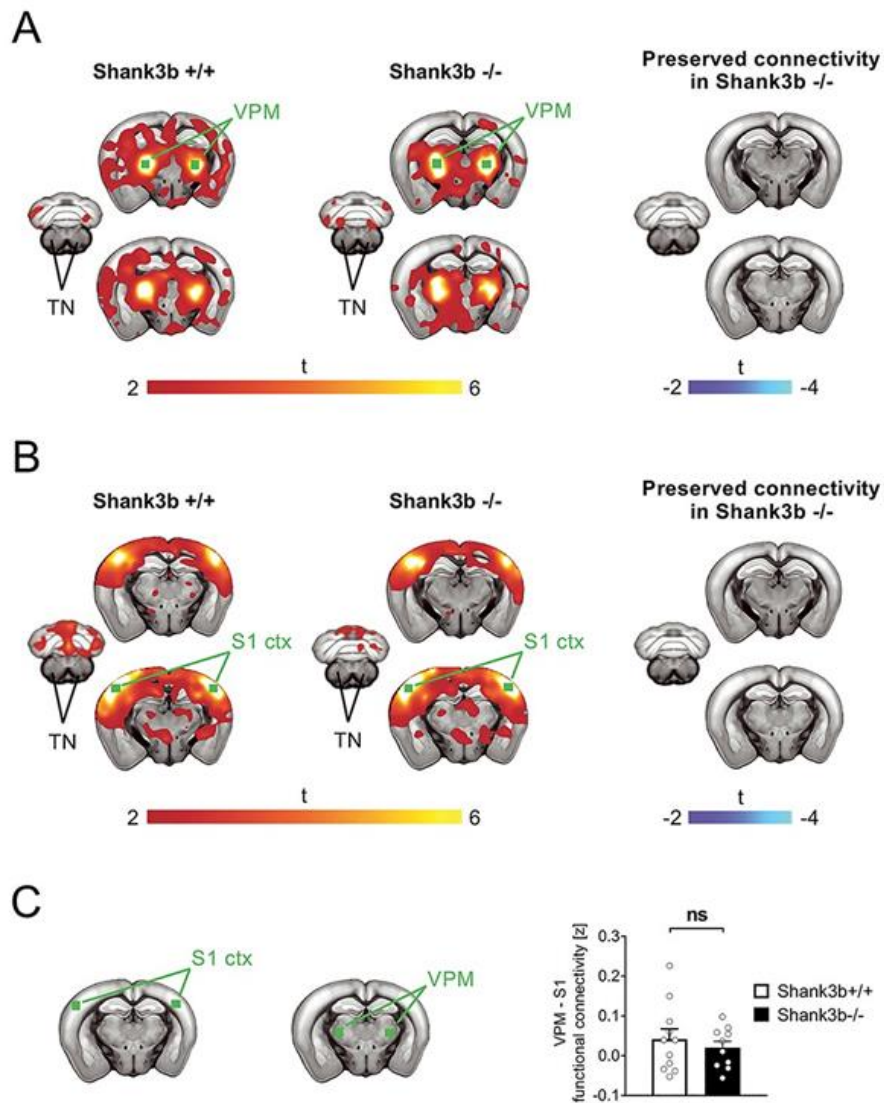 A
Shank3b +/+
Shank3b -/-
Preserved connectivity
in Shank3b -/-
VPM
VPM
TN
TN
t
2
6
t
-2
-4
B
Shank3b +/+
Shank3b -/-
Preserved connectivity
in Shank3b -/-
S1 ctx
S1 ctx
TN
TN
t
2
6
t
-2
-4
C
S1 ctx
VPM
VPM - S1
functional connectivity [z]
0.3
0.2
0.1
0.0
-0.1
ns
Shank3b+/+
Shank3b-/-